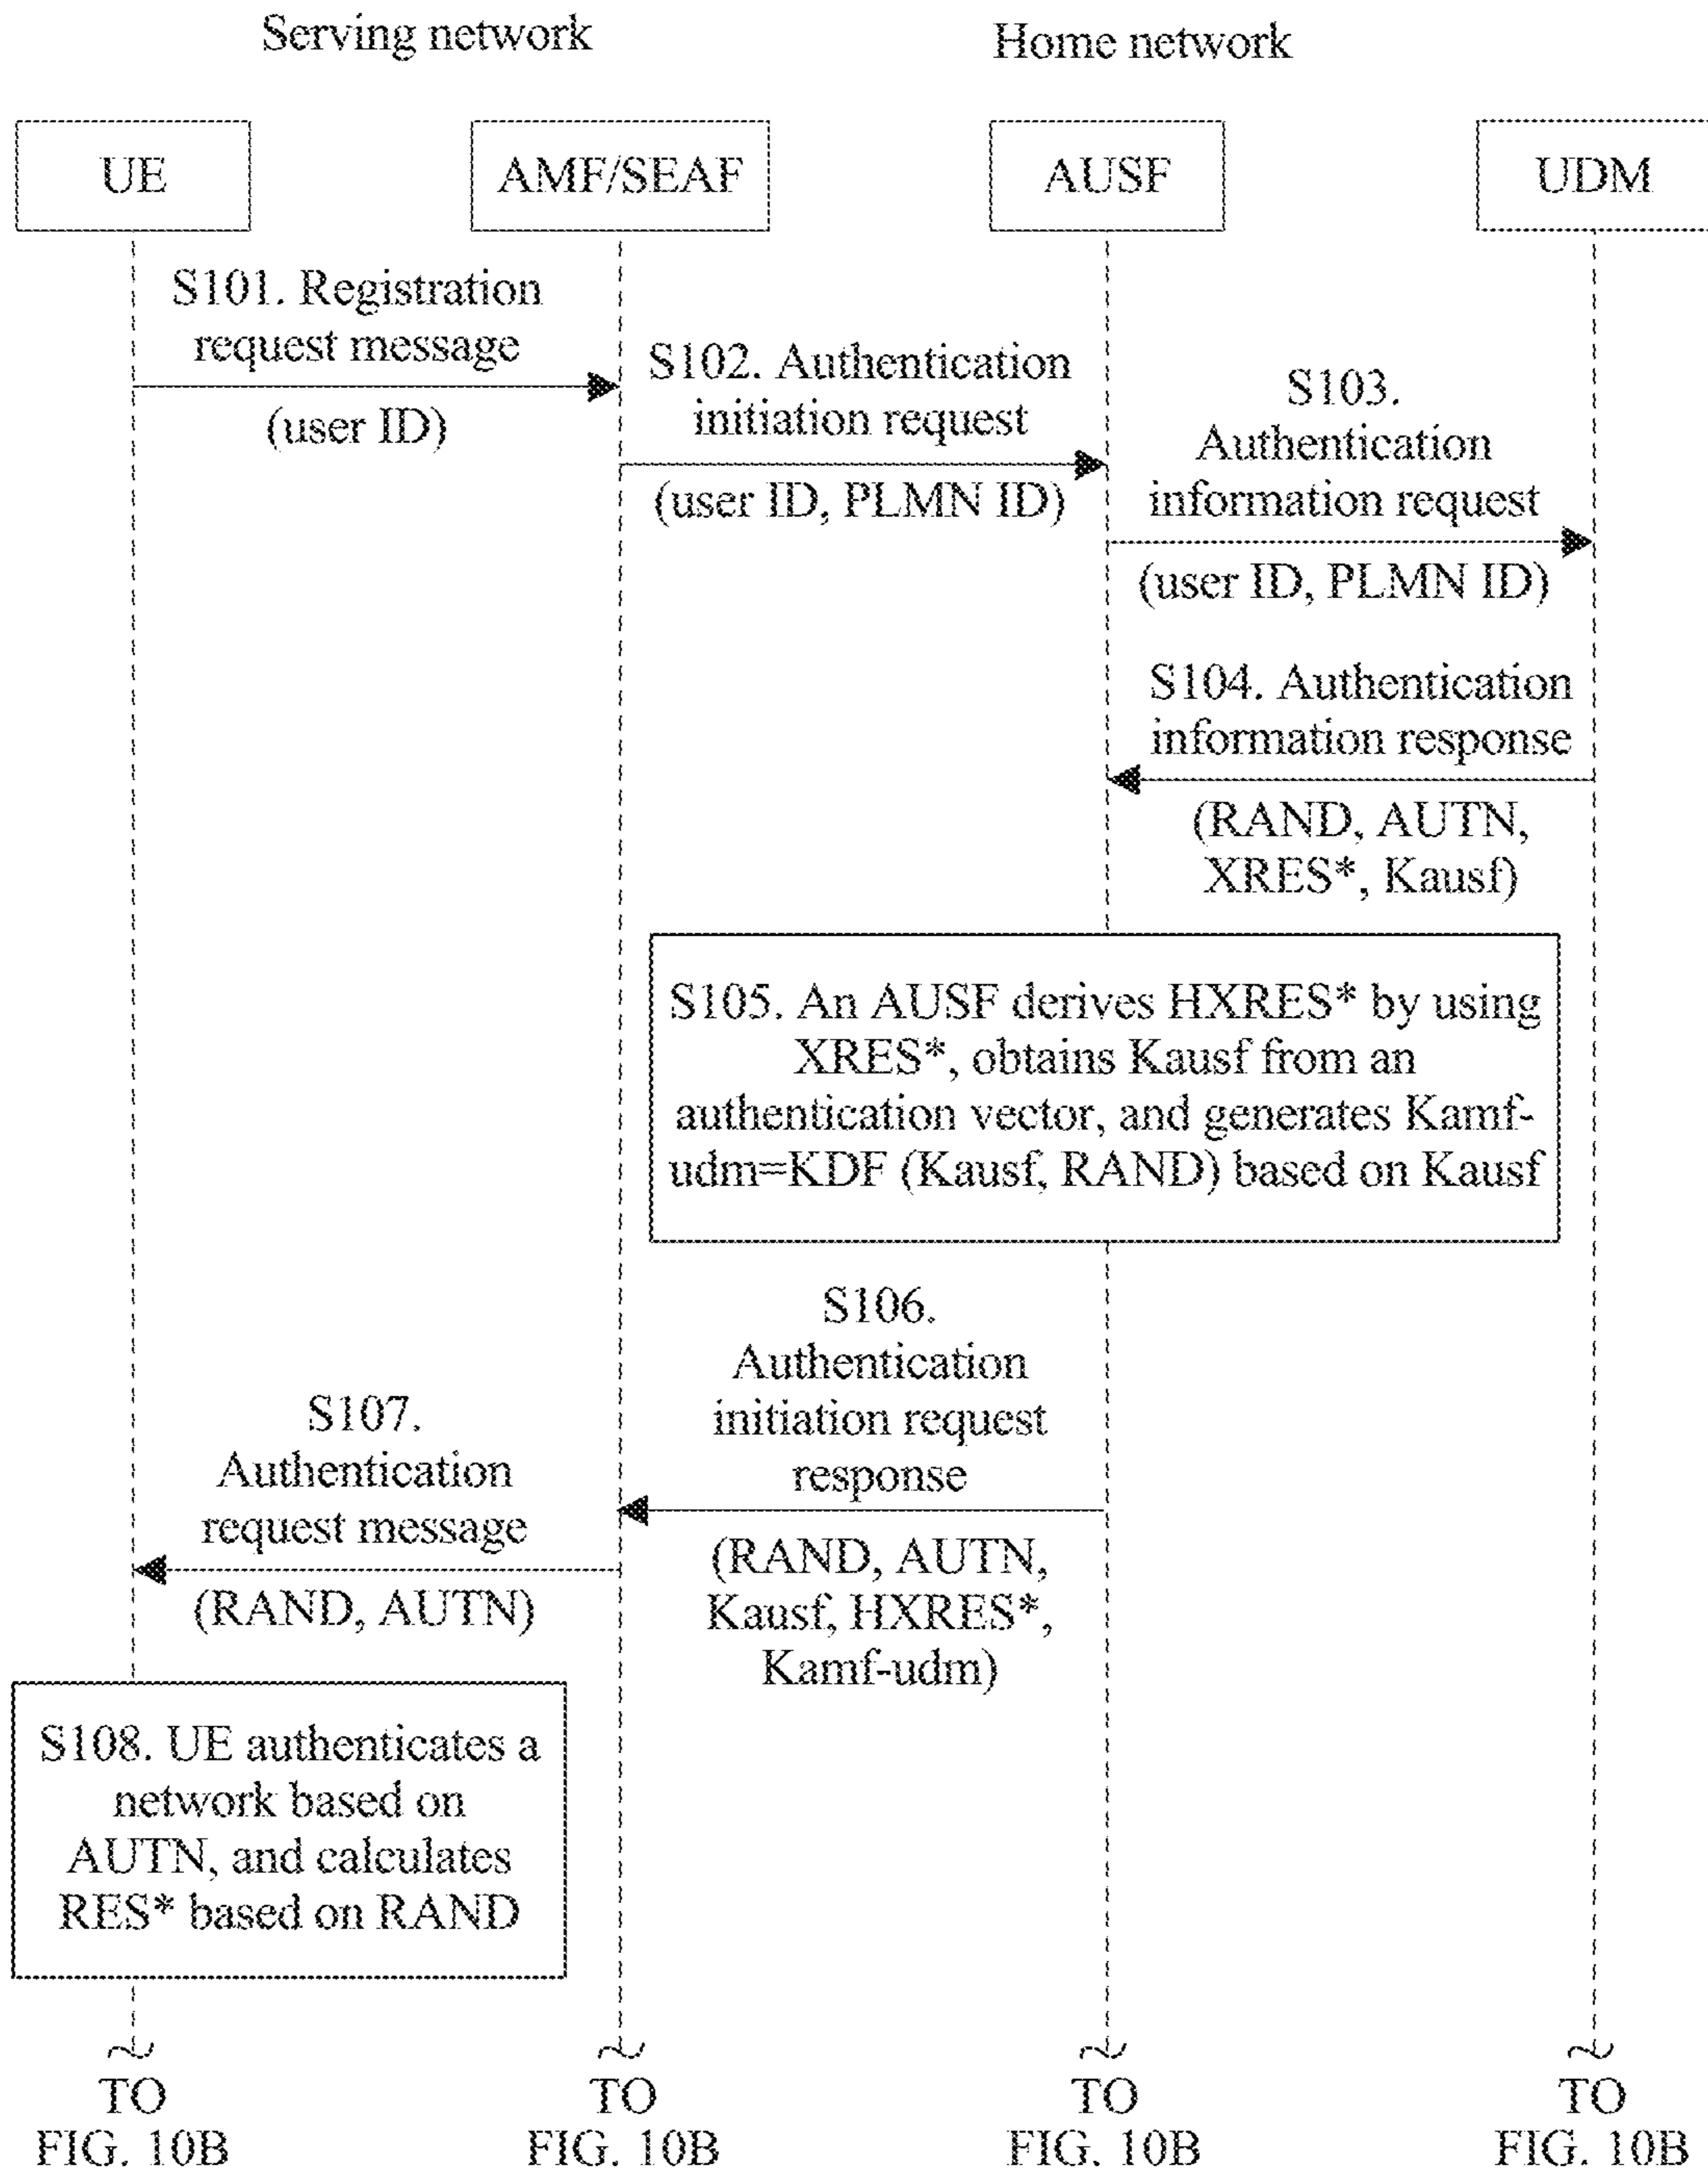 Serving network
Home network
UE
AMF/SEAF
AUSF
UDM
S101. Registration
request message
(user ID)
S102. Authentication
initiation request
(user ID, PLMN ID)
S103.
Authentication
information request
(user ID, PLMN ID)
S104. Authentication
information response
(RAND, AUTN,
XRES*, Kausf)
S105. An AUSF derives HXRES* by using
XRES*, obtains Kausf from an
authentication vector, and generates Kamf-
udm=KDF (Kausf, RAND) based on Kausf
S106.
Authentication
initiation request
response
(RAND, AUTN,
Kausf, HXRES*,
Kamf-udm)
S107.
Authentication
request message
(RAND, AUTN)
S108. UE authenticates a
network based on
AUTN, and calculates
RES* based on RAND
TO
FIG. 10B
TO
FIG. 10B
TO
FIG. 10B
TO
FIG. 10B